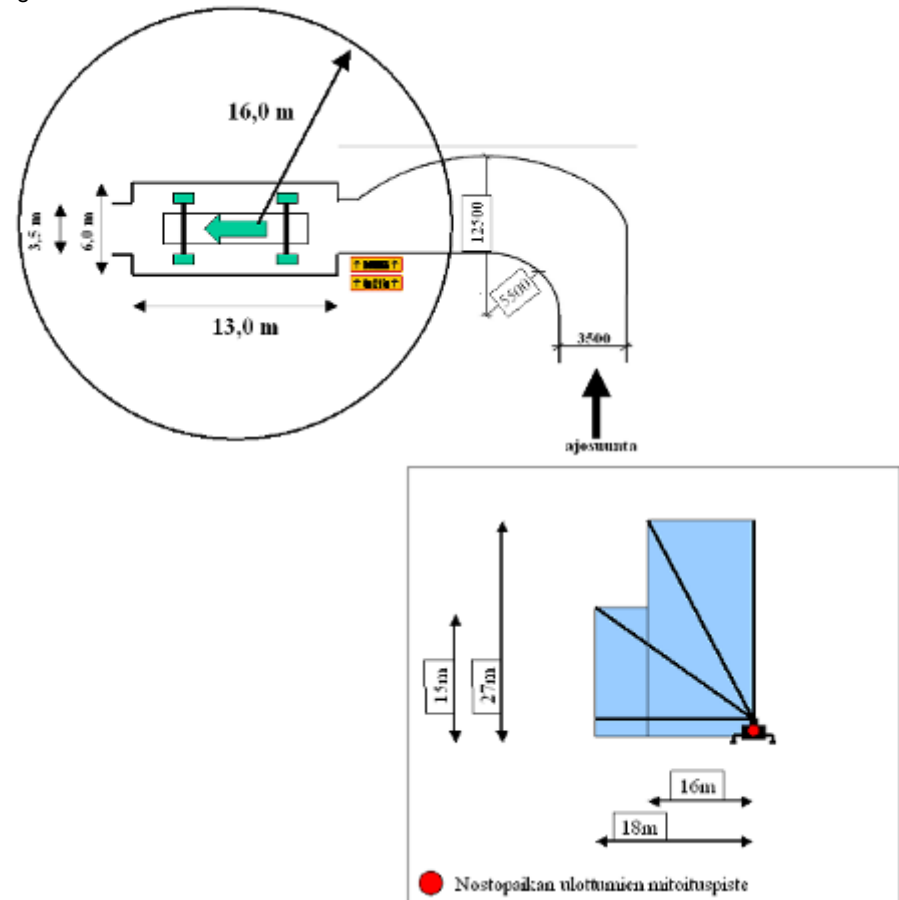 16,0 m
3,5 m
6,0 m
13,0 m
12500
5500
3500
ajosuunta
15m
27m
16m
18m
Nostopaikan ulottumien mitoituspiste